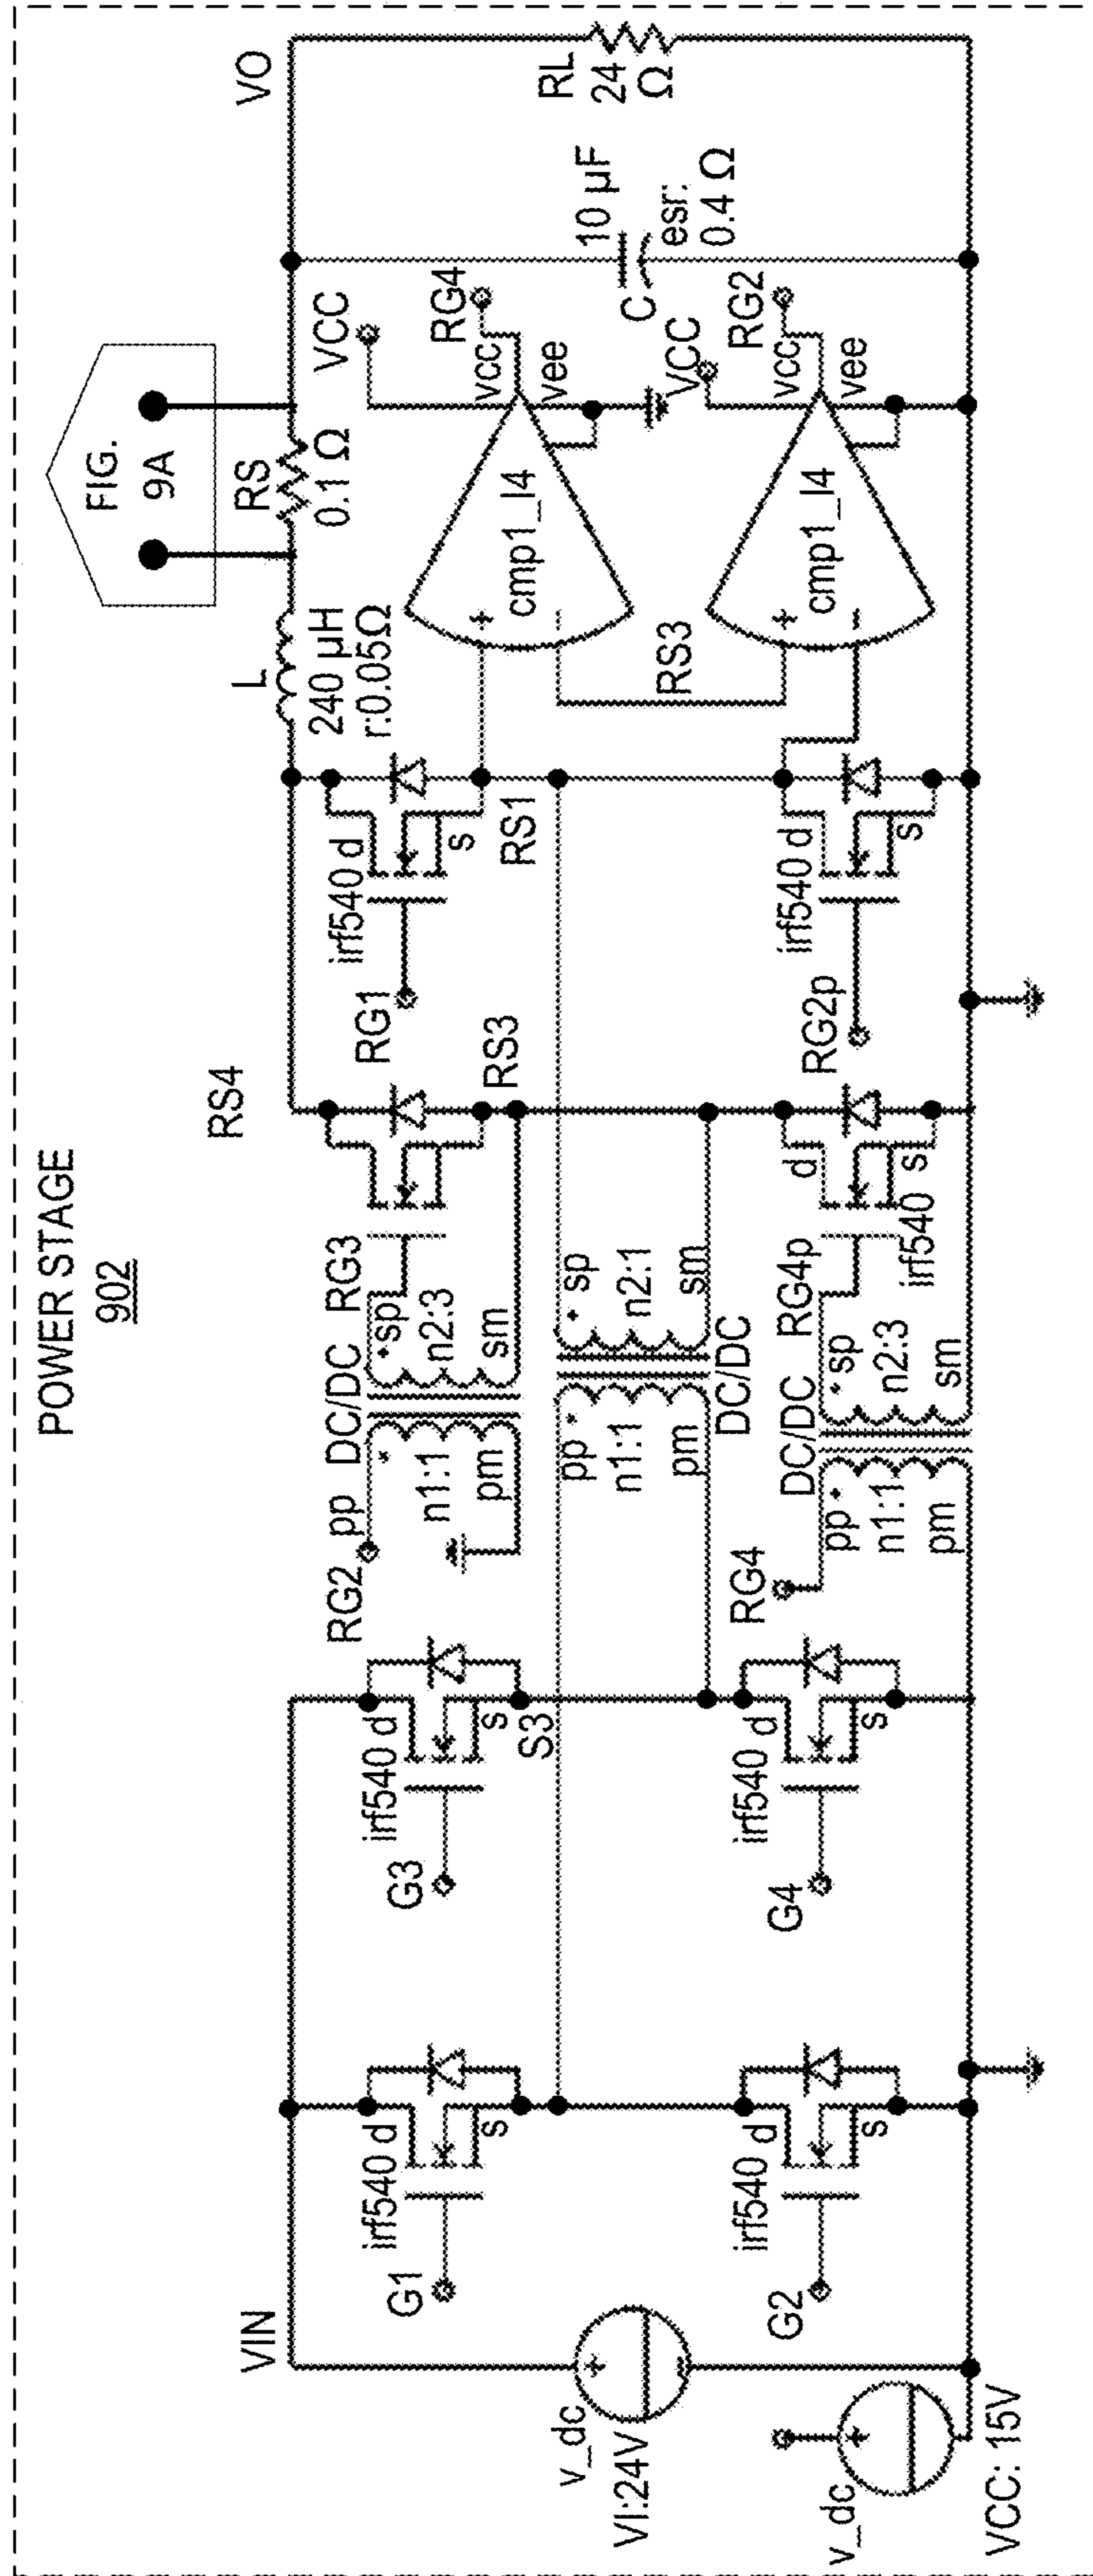 POWER STAGE
902
VIN
v_dc
VI:24V
v_dc
VCC: 15V
G1
irf540 d
s
G2
irf540 d
s
G3
irf540 d
s
S3
G4
irf540 d
s
RG2 pp DC/DC RG3
n1:1
pm
sp
n2:3
sm
pp
n1:1
pm
sp
n2:1
sm
DC/DC
RG4
DC/DC RG4p
pp
n1:1
pm
sp
n2:3
sm
RS4
RS3
d
s
irf540
RG1
irf540 d
s
RS1
RG2p
irf540 d
s
L
240 µH
r:0.05Ω
FIG.
9A
RS
0.1 Ω
RS3
+
-
cmp1_I4
VCC
vcc
vee
RG4
+
-
cmp1_I4
VCC
vcc
vee
RG2
10 µF
C
esr:
0.4 Ω
VO
RL
24
Ω